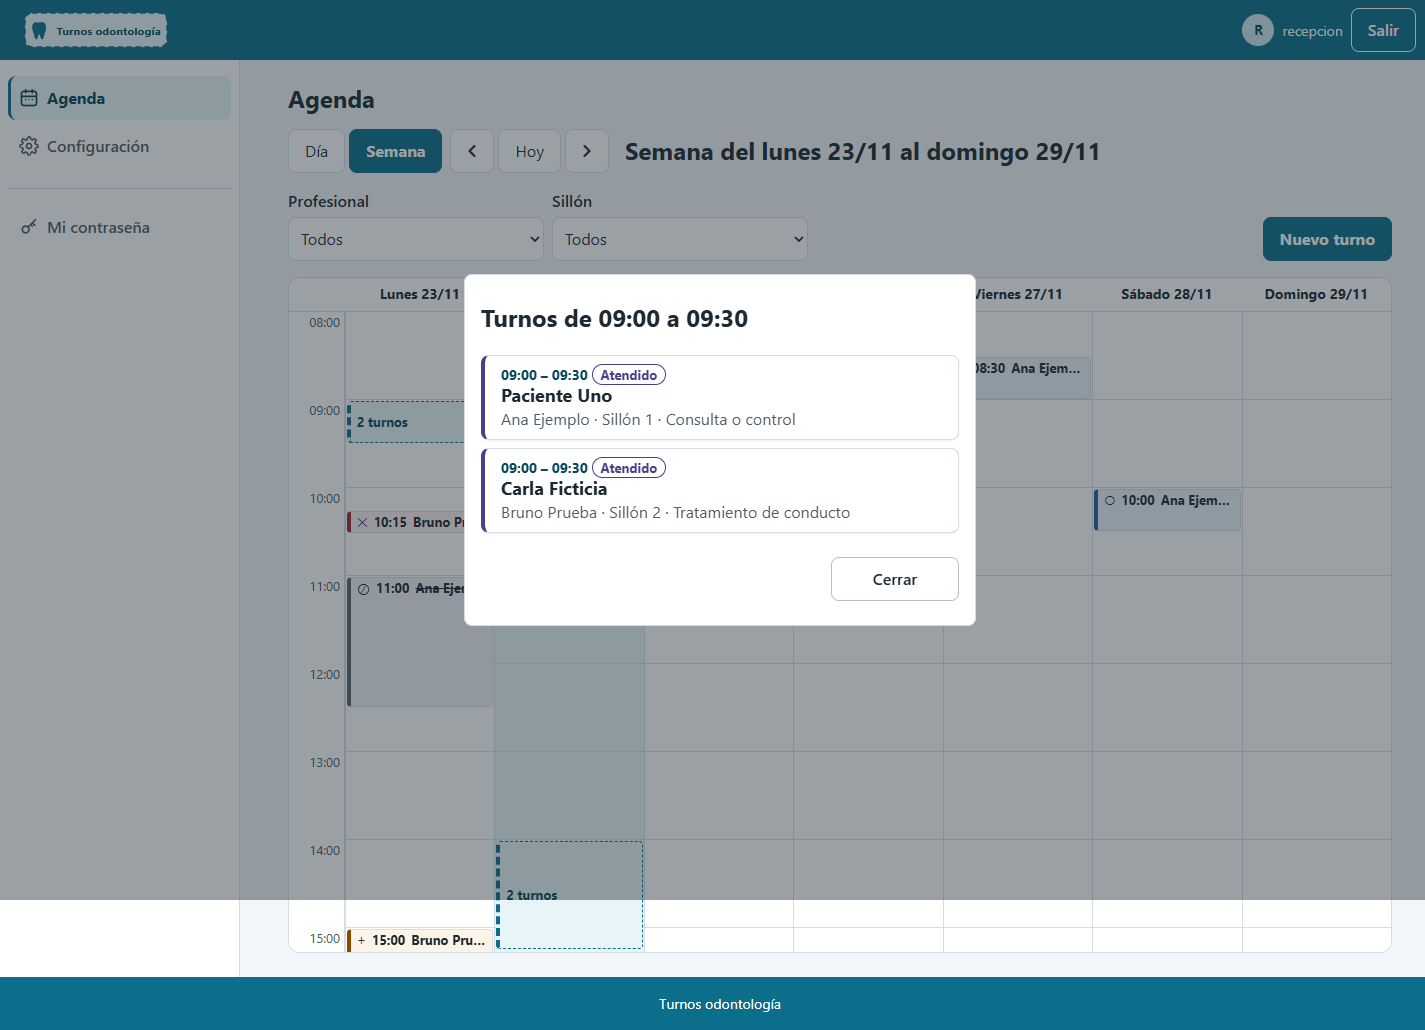 Turnos odontología
R
recepcion
Salir
Agenda
Configuración
Mi contraseña
Agenda
Día
Semana
Hoy
Semana del lunes 23/11 al domingo 29/11
Profesional
Sillón
Todos
Todos
Nuevo turno
Lunes 23/11
Viernes 27/11
Sábado 28/11
Domingo 29/11
08:00
09:00
10:00
11:00
12:00
13:00
14:00
15:00
08:30 Ana Ejem...
2 turnos
10:15 Bruno P
10:00 Ana Ejem...
11:00 Ana Eje
2 turnos
+ 15:00 Bruno Pru...
Turnos de 09:00 a 09:30
09:00 – 09:30 Atendido
Paciente Uno
Ana Ejemplo · Sillón 1 · Consulta o control
09:00 – 09:30 Atendido
Carla Ficticia
Bruno Prueba · Sillón 2 · Tratamiento de conducto
Cerrar
Turnos odontología